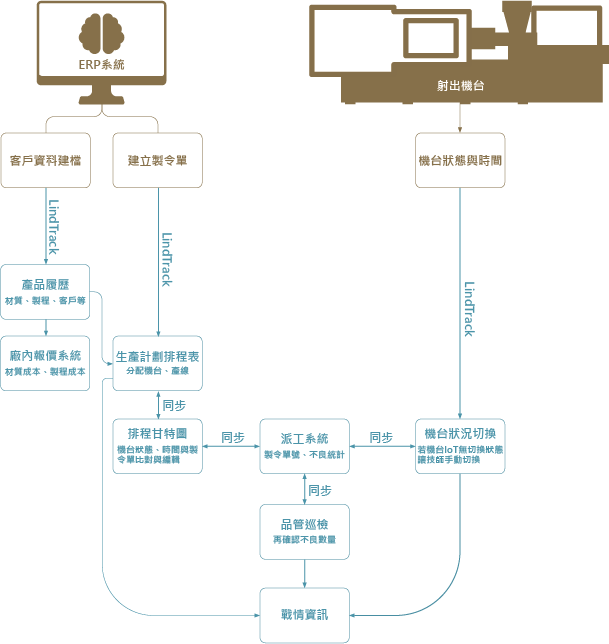 ERP系統
射出機台
客戶資料建檔
建立製令單
機台狀態與時間
LindTrack
LindTrack
LindTrack
產品履歷
材質、製程、客戶等
廠內報價系統
材質成本、製程成本
生產計劃排程表
分配機台、產線
同步
排程甘特圖
機台狀態、時間與製
令單比對與編輯
同步
派工系統
製令單號、不良統計
同步
機台狀況切換
若機台IoT無切換狀態
讓技師手動切換
同步
品管巡檢
再確認不良數量
戰情資訊